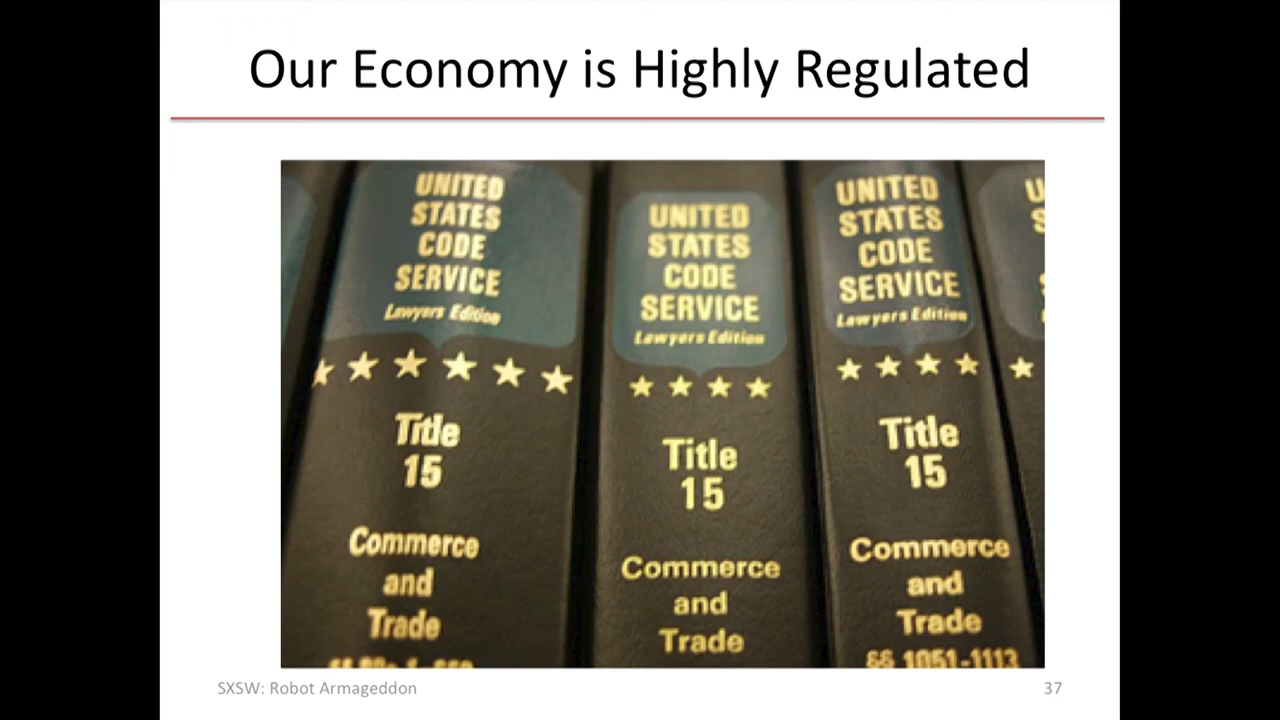 Our Economy is Highly Regulated
UNITED
STATES
CODE
SERVICE
Lawyers Edition
Title
15
Commerce
and
Trade
UNITED
STATES
CODE
SERVICE
Lawyers Edition
Title
15
Commerce
and
Trade
UNITED
STATES
CODE
SERVICE
Lawyers Edition
Title
15
Commerce
and
Trade
§§ 1051-1113
SXSW: Robot Armageddon
37